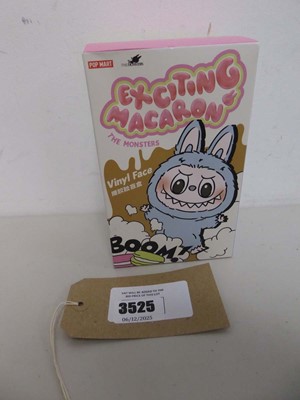 POP MART
EXCITING
MACARON
THE MONSTERS
Vinyl Face
BOOM!
3525
06/12/2025